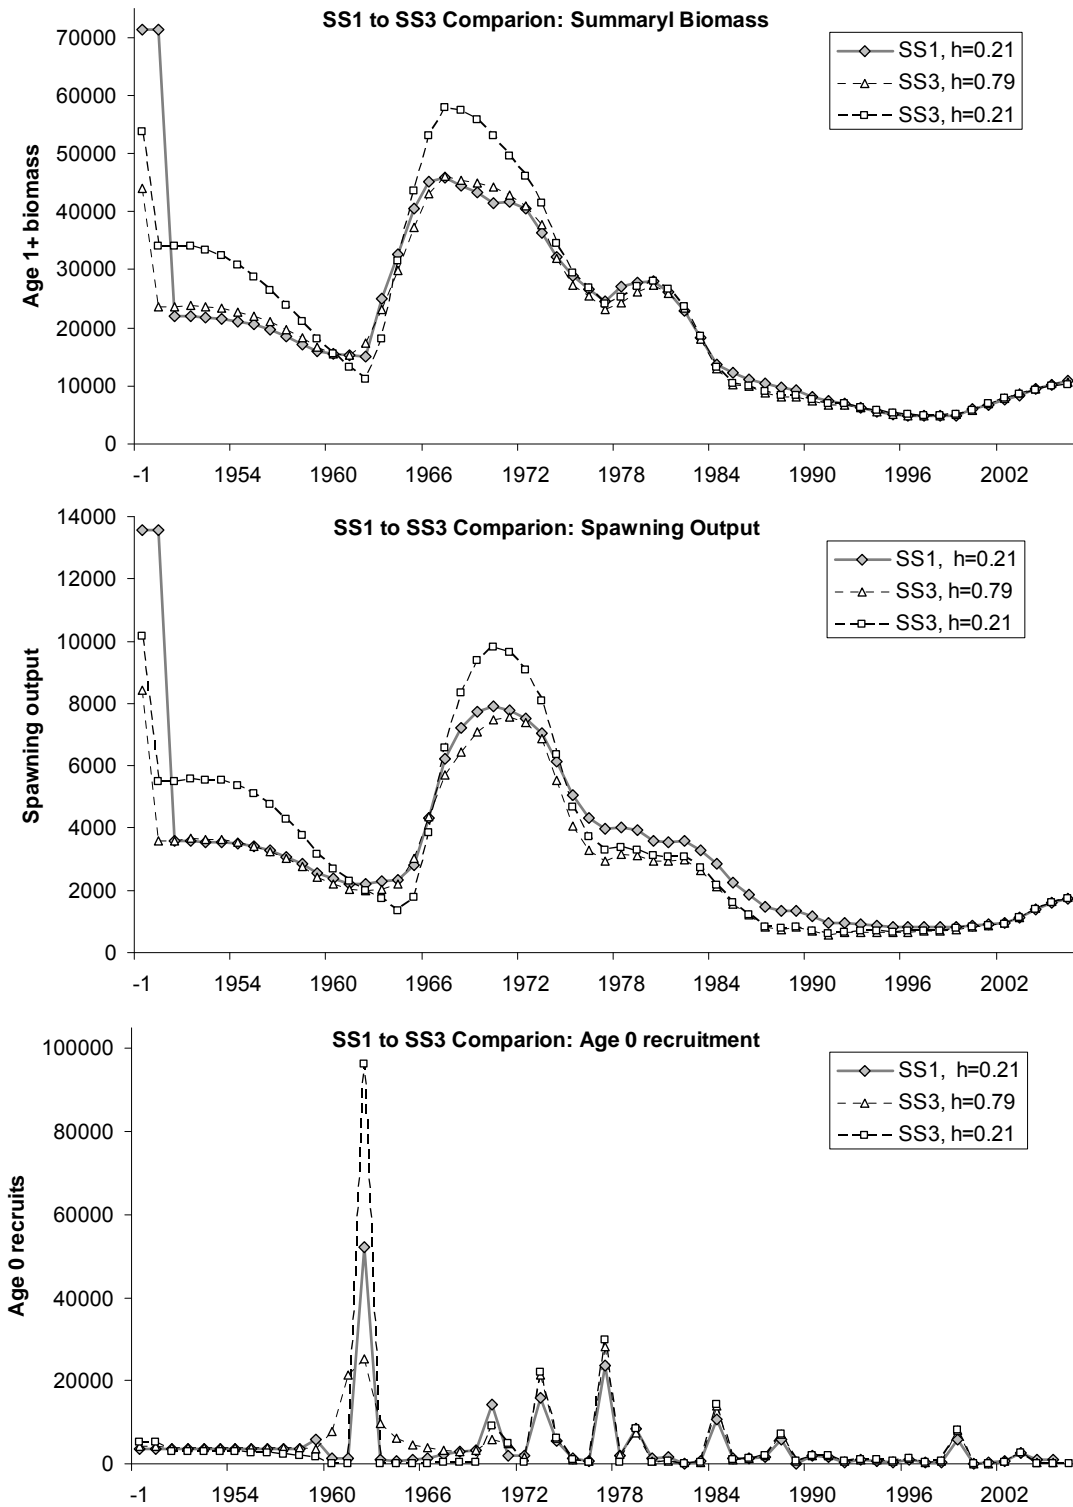 SS1 to SS3 Comparion: Summaryl Biomass
SS1, h=0.21
SS3, h=0.79
SS3, h=0.21
Age 1+ biomass
70000
60000
50000
40000
30000
20000
10000
0
-1 1954 1960 1966 1972 1978 1984 1990 1996 2002
SS1 to SS3 Comparion: Spawning Output
SS1, h=0.21
SS3, h=0.79
SS3, h=0.21
Spawning output
14000
12000
10000
8000
6000
4000
2000
0
-1 1954 1960 1966 1972 1978 1984 1990 1996 2002
SS1 to SS3 Comparion: Age 0 recruitment
SS1, h=0.21
SS3, h=0.79
SS3, h=0.21
Age 0 recruits
100000
80000
60000
40000
20000
0
-1 1954 1960 1966 1972 1978 1984 1990 1996 2002